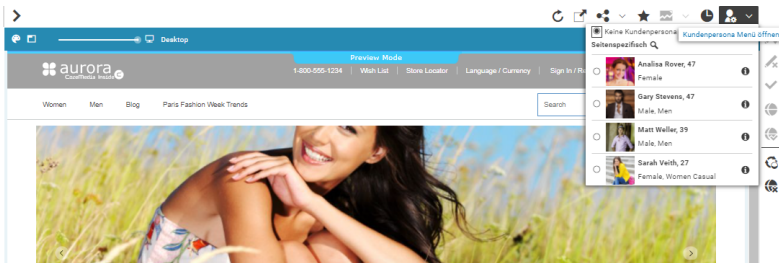 Desktop
Keine Kundenpersona
Kundenpersona Menü öffnen
Seitenspezifisch
Analisa Rover, 47
Female
Gary Stevens, 47
Male, Men
Matt Weller, 39
Male, Men
Sarah Veith, 27
Female, Women Casual
Preview Mode
aurora
CoreMedia Inside
1-800-555-1234 Wish List Store Locator Language / Currency Sign In / Re
Women Men Blog Paris Fashion Week Trends
Search